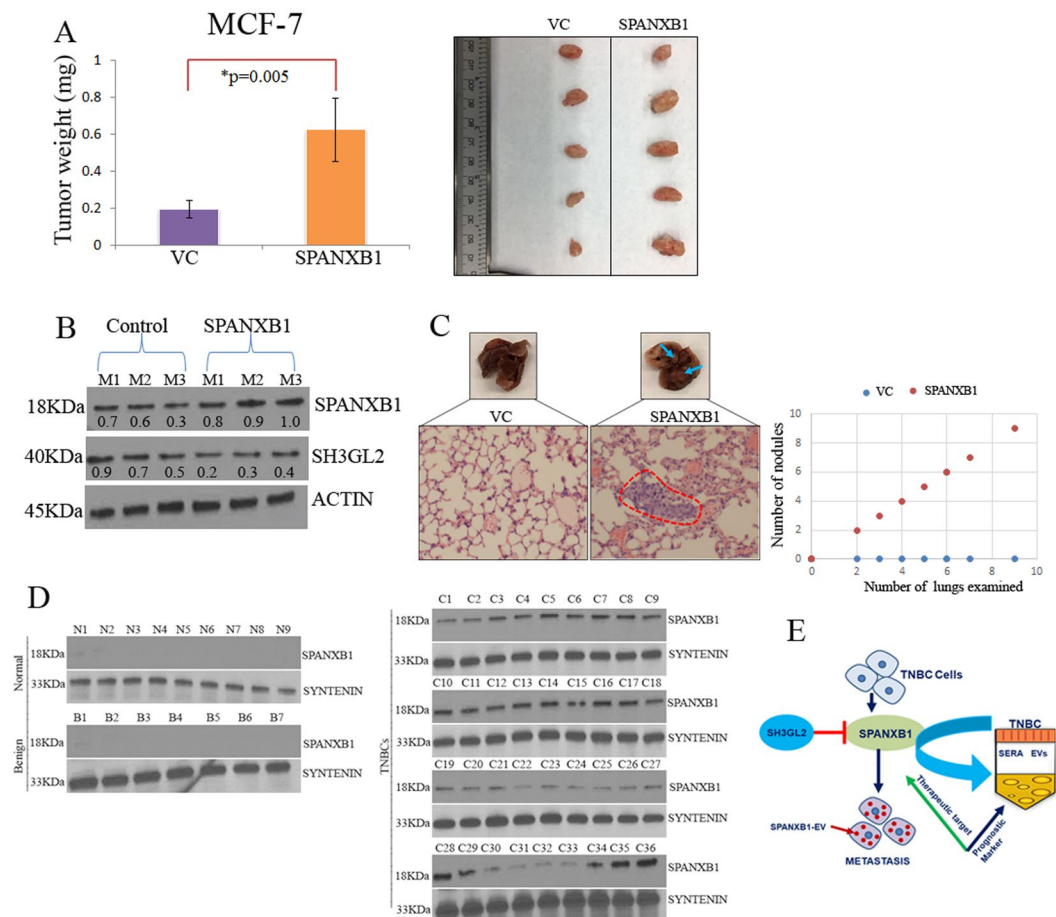 A
MCF-7
*p=0.005
Tumor weight (mg)
1
0.8
0.6
0.4
0.2
0
VC SPANXB1
VC SPANXB1
B
Control SPANXB1
M1 M2 M3 M1 M2 M3
18KDa SPANXB1
0.7 0.6 0.3 0.8 0.9 1.0
40KDa SH3GL2
0.9 0.7 0.5 0.2 0.3 0.4
45KDa ACTIN
C
VC SPANXB1
VC SPANXB1
Number of nodules
10
8
6
4
2
0
0 2 4 6 8 10
Number of lungs examined
D
Normal
N1 N2 N3 N4 N5 N6 N7 N8 N9
18KDa SPANXB1
33KDa SYNTENIN
Benign
B1 B2 B3 B4 B5 B6 B7
18KDa SPANXB1
33KDa SYNTENIN
TNBCs
C1 C2 C3 C4 C5 C6 C7 C8 C9
18KDa SPANXB1
33KDa SYNTENIN
C10 C11 C12 C13 C14 C15 C16 C17 C18
18KDa SPANXB1
33KDa SYNTENIN
C19 C20 C21 C22 C23 C24 C25 C26 C27
18KDa SPANXB1
33KDa SYNTENIN
C28 C29 C30 C31 C32 C33 C34 C35 C36
18KDa SPANXB1
33KDa SYNTENIN
E
TNBC Cells
SH3GL2
SPANXB1
TNBC
SERA EVs
SPANXB1-EV
METASTASIS
Therapeutic target
Prognostic
Marker